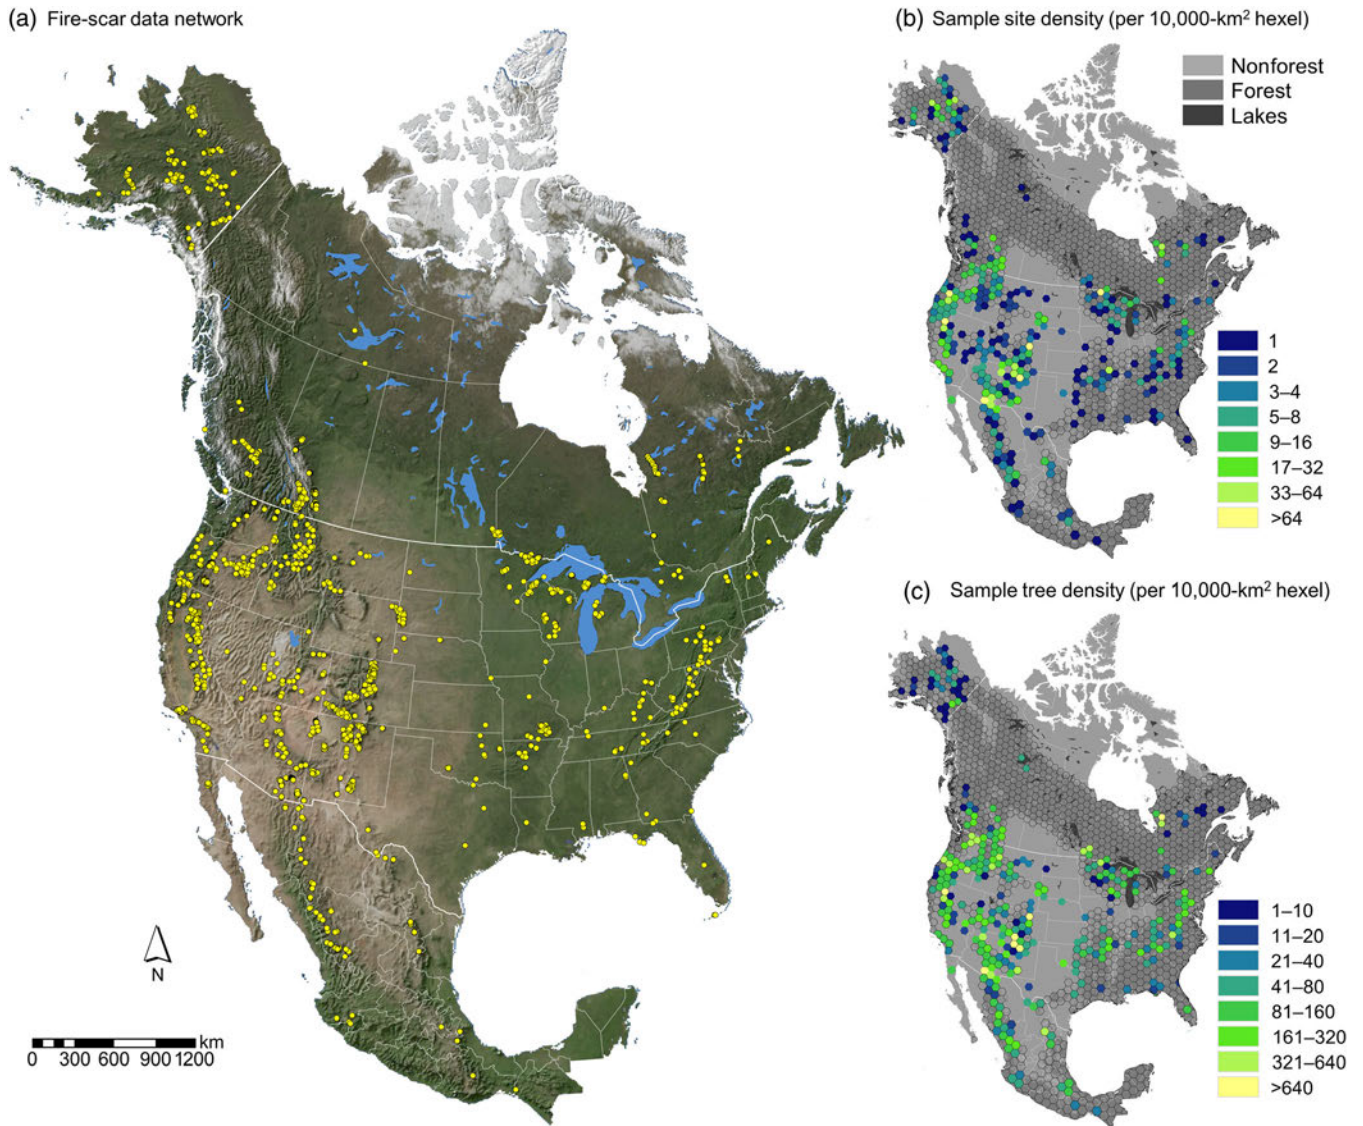 (a) Fire-scar data network
(b) Sample site density (per 10,000-km² hexel)
Nonforest
Forest
Lakes
1
2
3–4
5–8
9–16
17–32
33–64
>64
(c) Sample tree density (per 10,000-km² hexel)
1–10
11–20
21–40
41–80
81–160
161–320
321–640
>640
N
km
0 300 600 900 1200